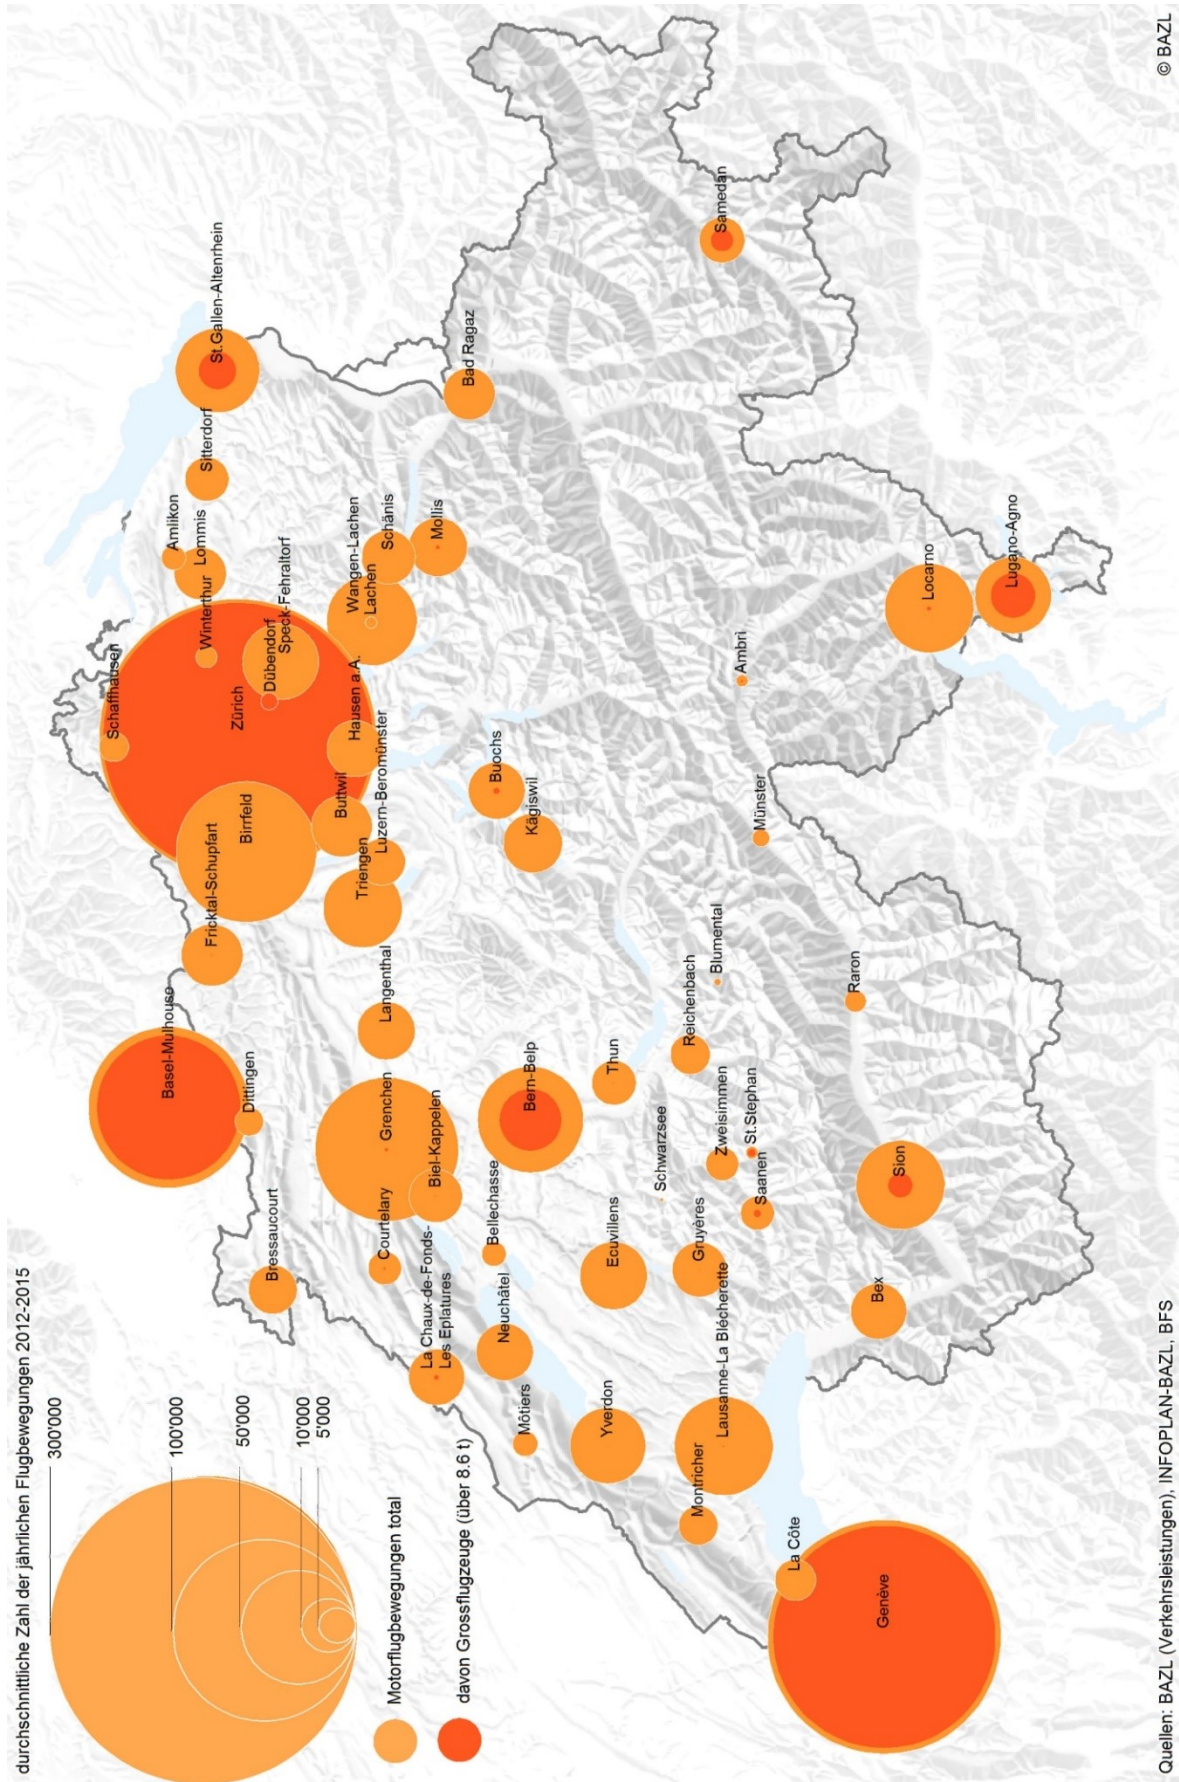 durchschnittliche Zahl der jährlichen Flugbewegungen 2012-2015
300'000
100'000
50'000
10'000
5'000
Motorflugbewegungen total
davon Grossflugzeuge (über 8.6 t)
Schaffhausen
Basel-Mulhouse
Fricktal-Schupfart
Zürich
Winterthur
Amlikon
Lommis
Sitterdorf
St.Gallen-Altenrhein
Bressaucourt
Dittingen
Birrfeld
Dübendorf
Speck-Fehraltorf
Courtelary
Grenchen
Langenthal
Triengen
Buttwil
Luzern-Beromünster
Hausen a.A.
Wangen-Lachen
Lachen
Schänis
Mollis
La Chaux-de-Fonds-
Les Eplatures
Biel-Kappelen
Môtiers
Neuchâtel
Bellechasse
Bern-Belp
Kägiswil
Buochs
Bad Ragaz
Yverdon
Ecuvillens
Thun
Schwarzsee
Montricher
Lausanne-La Blécherette
Gruyères
Zweisimmen
Reichenbach
Blumental
Saanen
St.Stephan
Münster
Ambrì
Samedan
La Côte
Genève
Bex
Sion
Raron
Locarno
Lugano-Agno
Quellen: BAZL (Verkehrsleistungen), INFOPLAN-BAZL, BFS
© BAZL